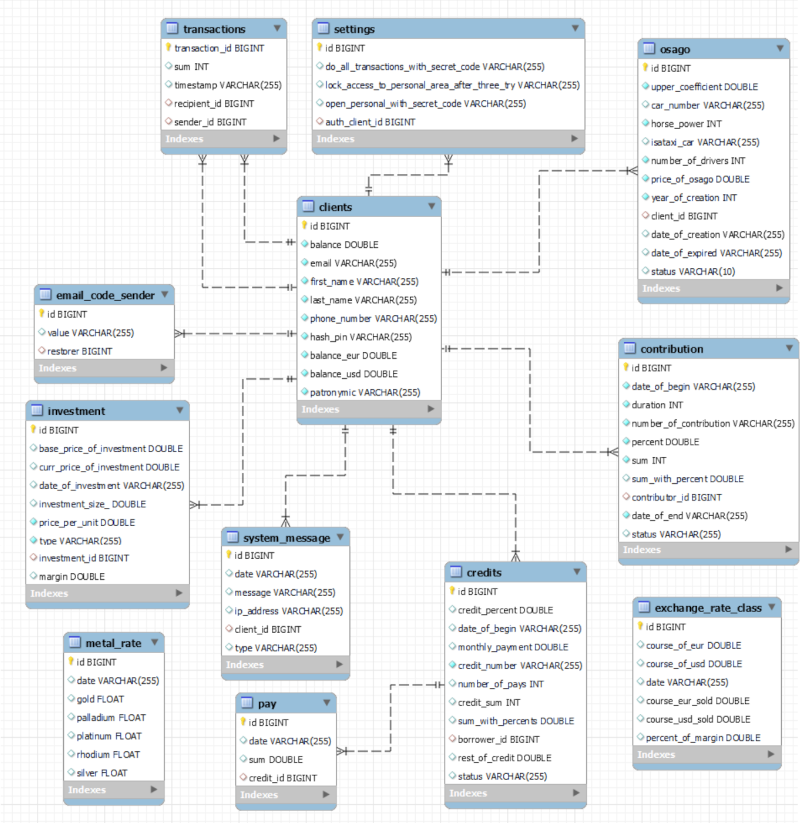 transactions
transaction_id BIGINT
sum INT
timestamp VARCHAR(255)
recipient_id BIGINT
sender_id BIGINT
Indexes
settings
id BIGINT
do_all_transactions_with_secret_code VARCHAR(255)
lock_access_to_personal_area_after_three_try VARCHAR(255)
open_personal_with_secret_code VARCHAR(255)
auth_client_id BIGINT
Indexes
osago
id BIGINT
upper_coefficient DOUBLE
car_number VARCHAR(255)
horse_power INT
isataxi_car VARCHAR(255)
number_of_drivers INT
price_of_osago DOUBLE
year_of_creation INT
client_id BIGINT
date_of_creation VARCHAR(255)
date_of_expired VARCHAR(255)
status VARCHAR(10)
Indexes
clients
id BIGINT
balance DOUBLE
email VARCHAR(255)
first_name VARCHAR(255)
last_name VARCHAR(255)
phone_number VARCHAR(255)
hash_pin VARCHAR(255)
balance_eur DOUBLE
balance_usd DOUBLE
patronymic VARCHAR(255)
Indexes
email_code_sender
id BIGINT
value VARCHAR(255)
restorer BIGINT
Indexes
contribution
id BIGINT
date_of_begin VARCHAR(255)
duration INT
number_of_contribution VARCHAR(255)
percent DOUBLE
sum INT
sum_with_percent DOUBLE
contributor_id BIGINT
date_of_end VARCHAR(255)
status VARCHAR(255)
Indexes
investment
id BIGINT
base_price_of_investment DOUBLE
curr_price_of_investment DOUBLE
date_of_investment VARCHAR(255)
investment_size_ DOUBLE
price_per_unit DOUBLE
type VARCHAR(255)
investment_id BIGINT
margin DOUBLE
Indexes
system_message
id BIGINT
date VARCHAR(255)
message VARCHAR(255)
ip_address VARCHAR(255)
client_id BIGINT
type VARCHAR(255)
Indexes
credits
id BIGINT
credit_percent DOUBLE
date_of_begin VARCHAR(255)
monthly_payment DOUBLE
credit_number VARCHAR(255)
number_of_pays INT
credit_sum INT
sum_with_percents DOUBLE
borrower_id BIGINT
rest_of_credit DOUBLE
status VARCHAR(255)
Indexes
exchange_rate_class
id BIGINT
course_of_eur DOUBLE
course_of_usd DOUBLE
date VARCHAR(255)
course_eur_sold DOUBLE
course_usd_sold DOUBLE
percent_of_margin DOUBLE
Indexes
metal_rate
id BIGINT
date VARCHAR(255)
gold FLOAT
palladium FLOAT
platinum FLOAT
rhodium FLOAT
silver FLOAT
Indexes
pay
id BIGINT
date VARCHAR(255)
sum DOUBLE
credit_id BIGINT
Indexes